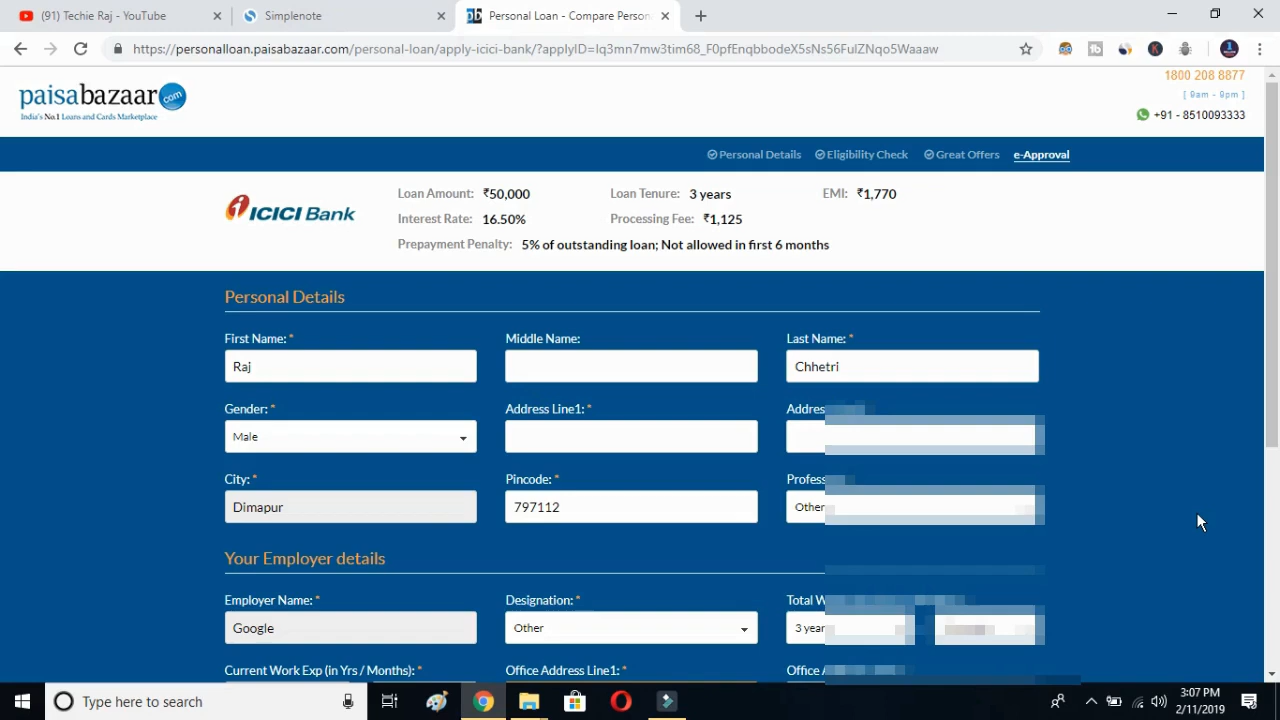 (91) Techie Raj - YouTube
Simplenote
Personal Loan - Compare Person
https://personalloan.paisabazaar.com/personal-loan/apply-icici-bank/?applyID=Iq3mn7mw3tim68_F0pfEnqbbodeX5sNs56FulZNqo5Waaaw
paisabazaar.com
India's No.1 Loans and Cards Marketplace
1800 208 8877
[ 9am - 9pm ]
+91 - 8510093333
Personal Details Eligibility Check Great Offers e-Approval
ICICI Bank
Loan Amount: ₹50,000 Loan Tenure: 3 years EMI: ₹1,770
Interest Rate: 16.50% Processing Fee: ₹1,125
Prepayment Penalty: 5% of outstanding loan; Not allowed in first 6 months
Personal Details
First Name: * Middle Name: Last Name: *
Raj Chhetri
Gender: * Address Line1: * Addres
Male
City: * Pincode: * Profess
Dimapur 797112 Other
Your Employer details
Employer Name: * Designation: * Total W
Google Other 3 year
Current Work Exp (in Yrs / Months): * Office Address Line1: * Office
Type here to search
3:07 PM
2/11/2019